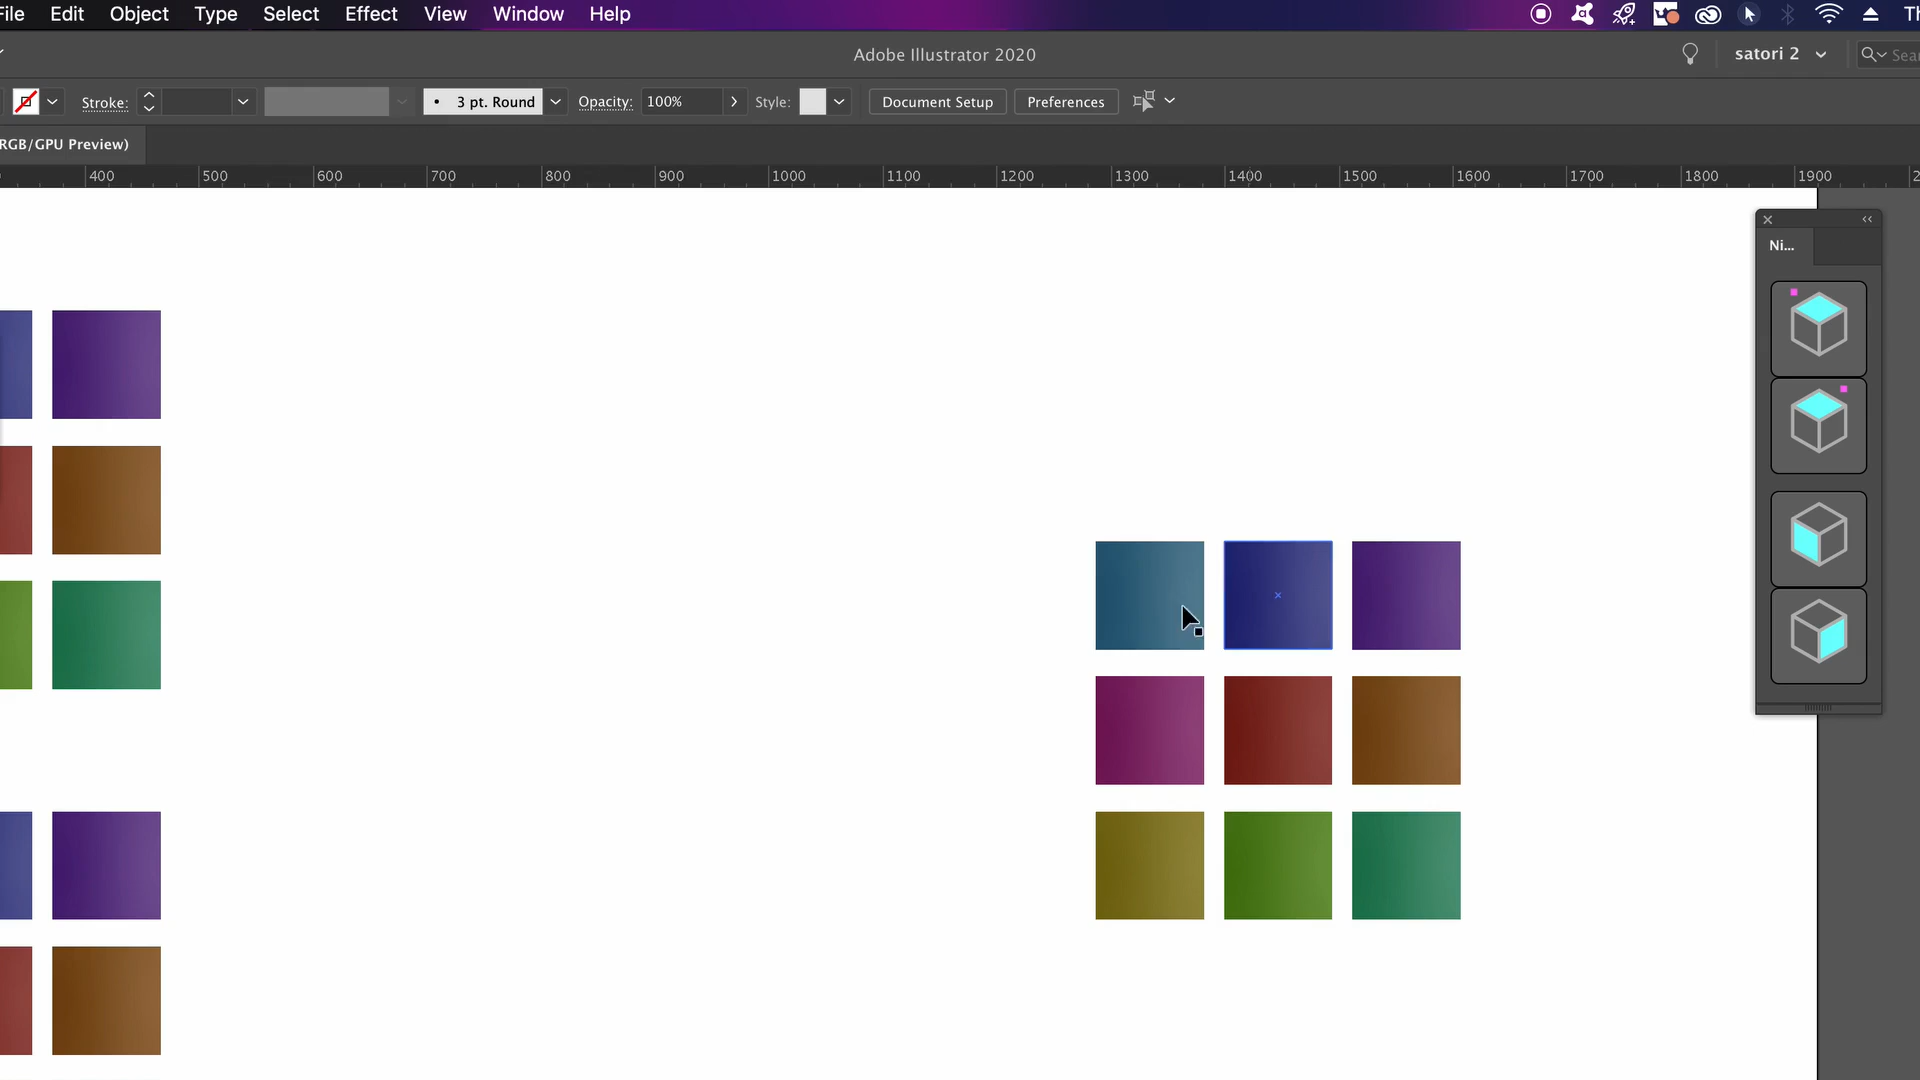 File Edit Object Type Select Effect View Window Help
Adobe Illustrator 2020
satori 2
Stroke: 3 pt. Round Opacity: 100% Style: Document Setup Preferences
RGB/GPU Preview)
400 500 600 700 800 900 1000 1100 1200 1300 1400 1500 1600 1700 1800 1900
Ni...